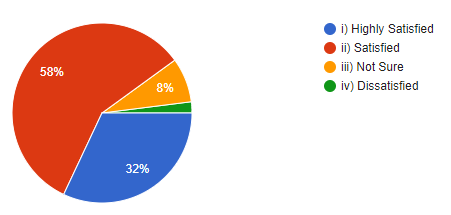 58%
8%
32%
i) Highly Satisfied
ii) Satisfied
iii) Not Sure
iv) Dissatisfied